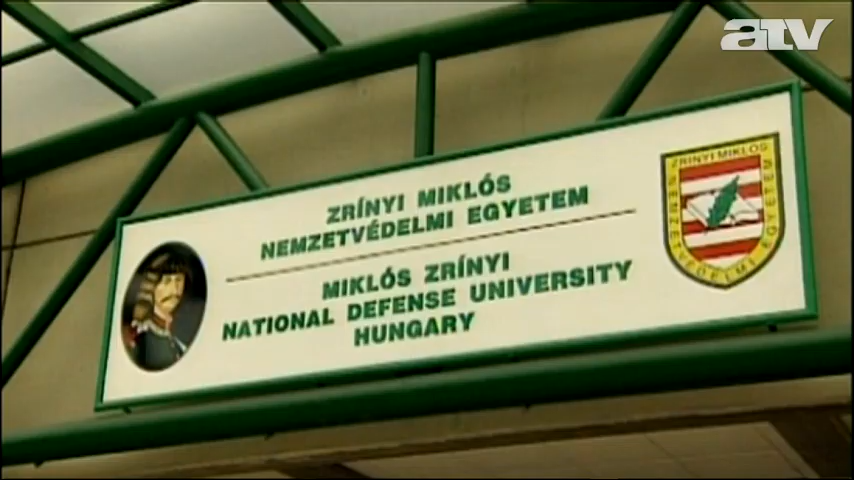 atv
ZRÍNYI MIKLÓS
NEMZETVÉDELMI EGYETEM
MIKLÓS ZRÍNYI
NATIONAL DEFENSE UNIVERSITY
HUNGARY
ZRÍNYI MIKLÓS
NEMZETVÉDELMI EGYETEM